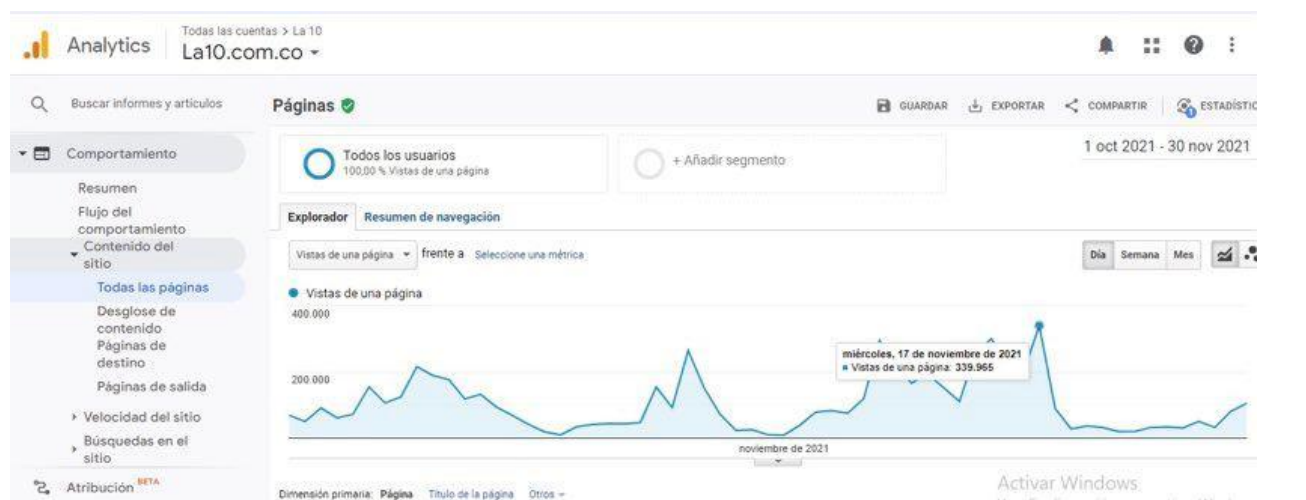 Todas las cuentas > La 10
Analytics
La10.com.co
Buscar informes y artículos
Páginas
GUARDAR
EXPORTAR
COMPARTIR
Comportamiento
Todos los usuarios
100,00 % Vistas de una página
+ Añadir segmento
1 oct 2021 - 30 nov 2021
Resumen
Flujo del
comportamiento
Contenido del
sitio
Todas las páginas
Desglose de
contenido
Páginas de
destino
Páginas de salida
Velocidad del sitio
Búsquedas en el
sitio
Atribución BETA
Explorador Resumen de navegación
Vistas de una página frente a Seleccione una métrica
Día Semana Mes
Vistas de una página
400.000
200.000
miércoles, 17 de noviembre de 2021
Vistas de una página: 339.965
noviembre de 2021
Dimensión primaria: Página Título de la página Otros
Activar Windows